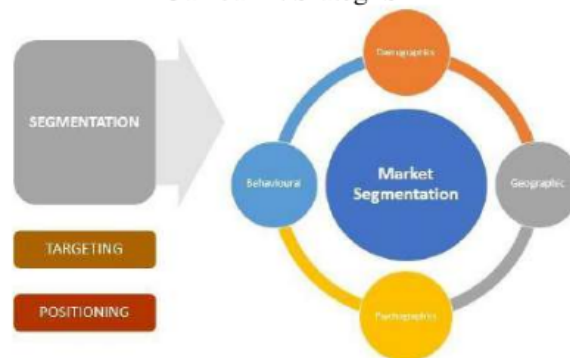 SEGMENTATION
TARGETING
POSITIONING
Demographics
Behavioural
Market
Segmentation
Geographic
Psychographics